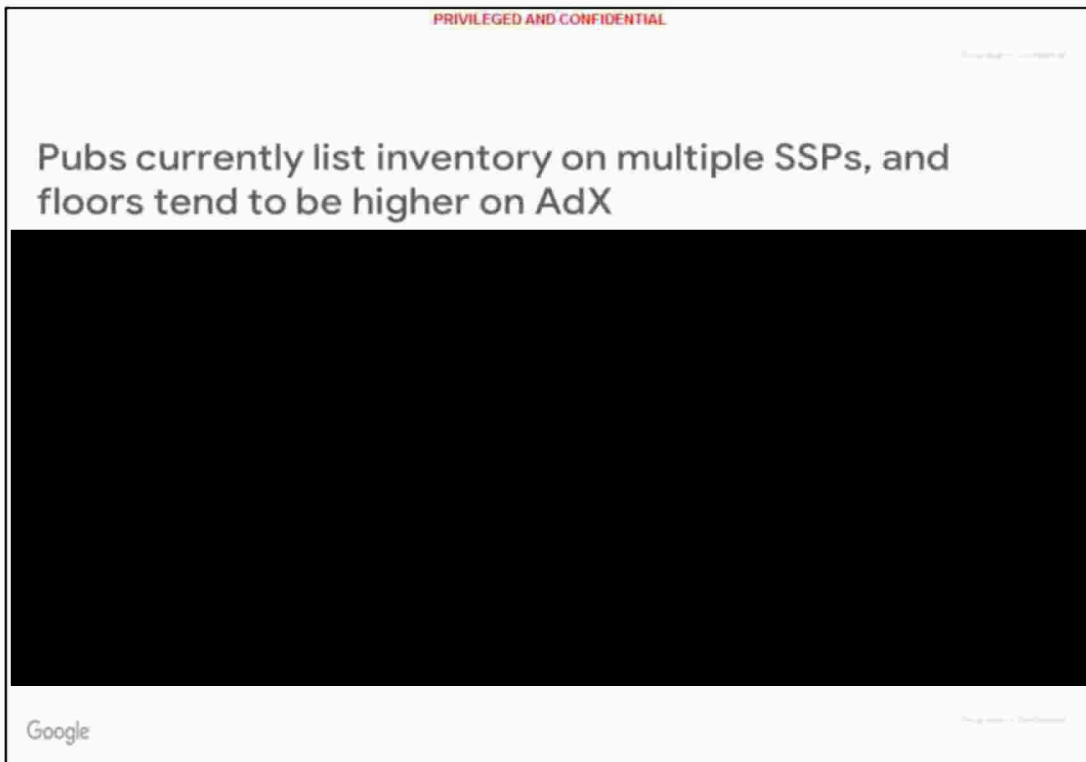 PRIVILEGED AND CONFIDENTIAL
Pubs currently list inventory on multiple SSPs, and
floors tend to be higher on AdX
Google